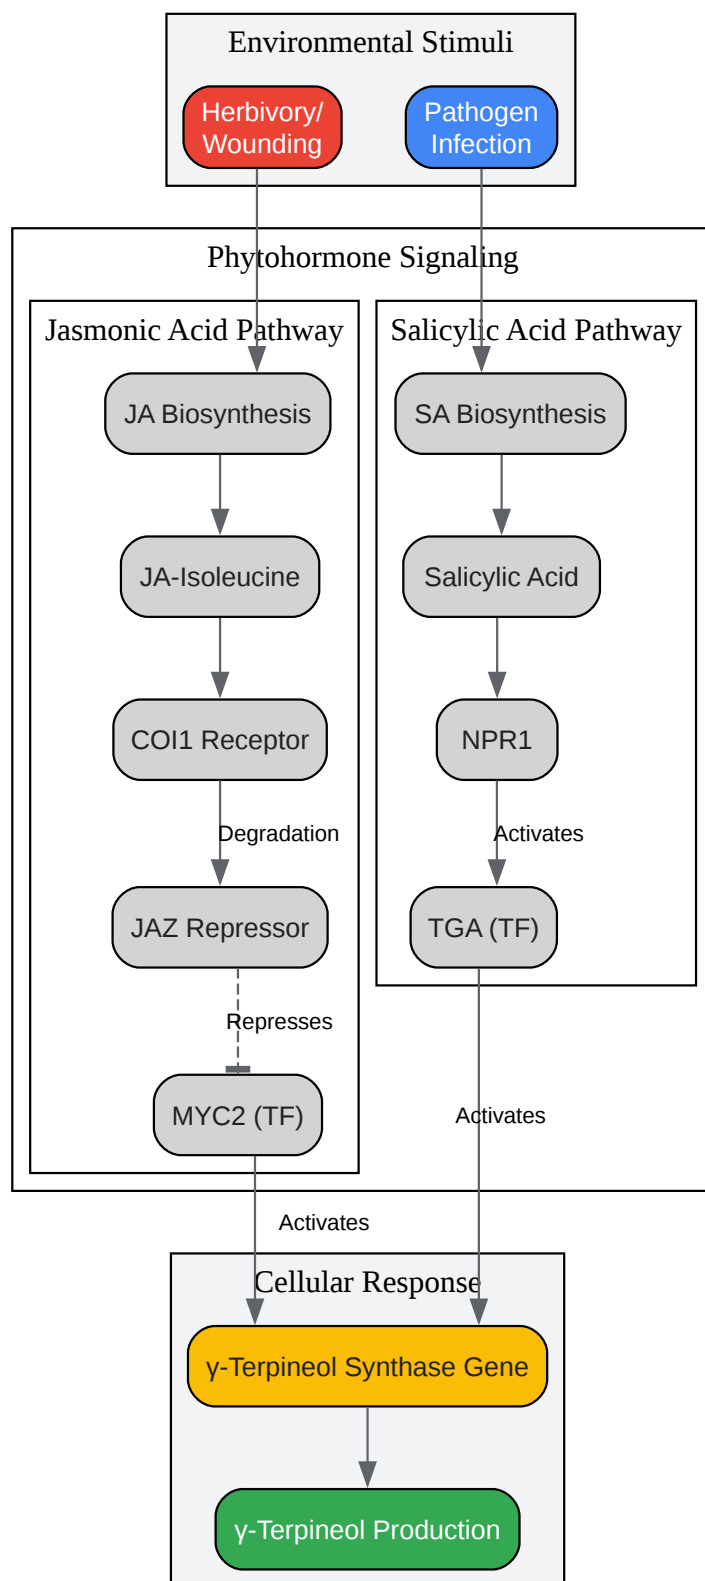 Environmental Stimuli
Herbivory/
Wounding
Pathogen
Infection
Phytohormone Signaling
Jasmonic Acid Pathway
Salicylic Acid Pathway
JA Biosynthesis
SA Biosynthesis
JA-Isoleucine
Salicylic Acid
COI1 Receptor
NPR1
Degradation
Activates
JAZ Repressor
TGA (TF)
Represses
MYC2 (TF)
Activates
Activates
Cellular Response
γ-Terpineol Synthase Gene
γ-Terpineol Production